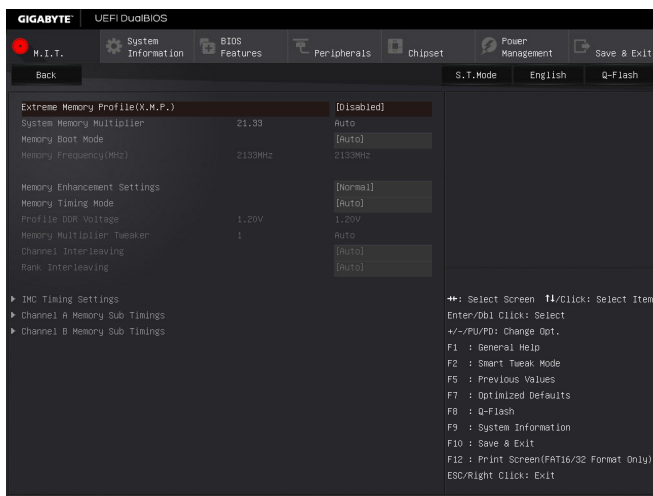 GIGABYTE™ UEFI DualBIOS
M.I.T. System Information BIOS Features Peripherals Chipset Power Management Save & Exit
Back S.T.Mode English Q-Flash
Extreme Memory Profile(X.M.P.) [Disabled]
System Memory Multiplier 21.33 Auto
Memory Boot Mode [Auto]
Memory Frequency(MHz) 2133MHz 2133MHz
Memory Enhancement Settings [Normal]
Memory Timing Mode [Auto]
Profile DDR Voltage 1.20V 1.20V
Memory Multiplier Tweaker 1 Auto
Channel Interleaving [Auto]
Rank Interleaving [Auto]
IMC Timing Settings
Channel A Memory Sub Timings
Channel B Memory Sub Timings
→←: Select Screen ↑↓/Click: Select Item
Enter/Dbl Click: Select
+/-/PU/PD: Change Opt.
F1 : General Help
F2 : Smart Tweak Mode
F5 : Previous Values
F7 : Optimized Defaults
F8 : Q-Flash
F9 : System Information
F10 : Save & Exit
F12 : Print Screen(FAT16/32 Format Only)
ESC/Right Click: Exit